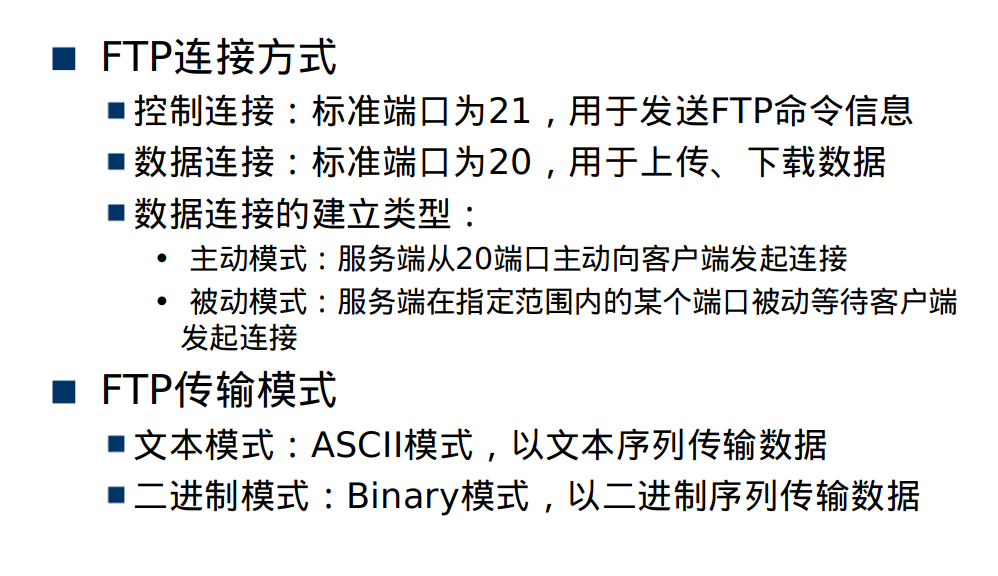 ■ FTP连接方式
■ 控制连接：标准端口为21，用于发送FTP命令信息
■ 数据连接：标准端口为20，用于上传、下载数据
■ 数据连接的建立类型：
• 主动模式：服务端从20端口主动向客户端发起连接
• 被动模式：服务端在指定范围内的某个端口被动等待客户端
发起连接
■ FTP传输模式
■ 文本模式：ASCII模式，以文本序列传输数据
■ 二进制模式：Binary模式，以二进制序列传输数据